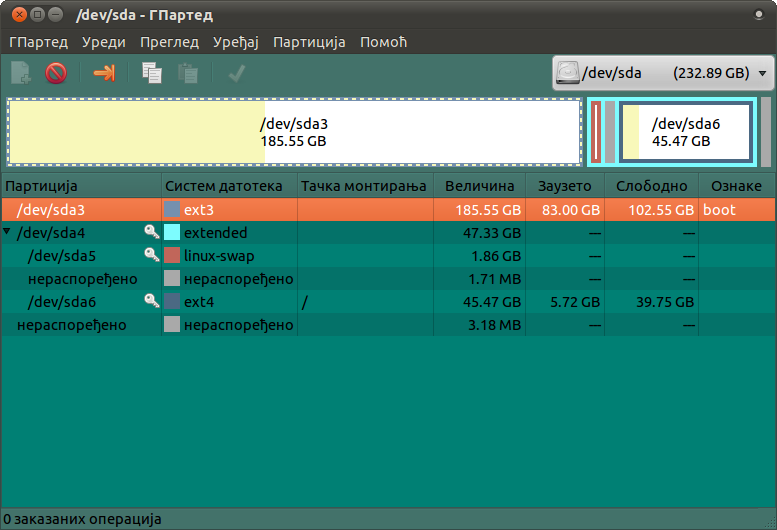 /dev/sda - ГПартед
ГПартед Уреди Преглед Уређај Партиција Помоћ
/dev/sda (232.89 GB)
/dev/sda3
185.55 GB
/dev/sda6
45.47 GB
Партиција Систем датотека Тачка монтирања Величина Заузето Слободно Ознаке
/dev/sda3 ext3 185.55 GB 83.00 GB 102.55 GB boot
/dev/sda4 extended 47.33 GB --- ---
/dev/sda5 linux-swap 1.86 GB --- ---
нераспоређено нераспоређено 1.71 MB --- ---
/dev/sda6 ext4 / 45.47 GB 5.72 GB 39.75 GB
нераспоређено нераспоређено 3.18 MB --- ---
0 заказаних операција